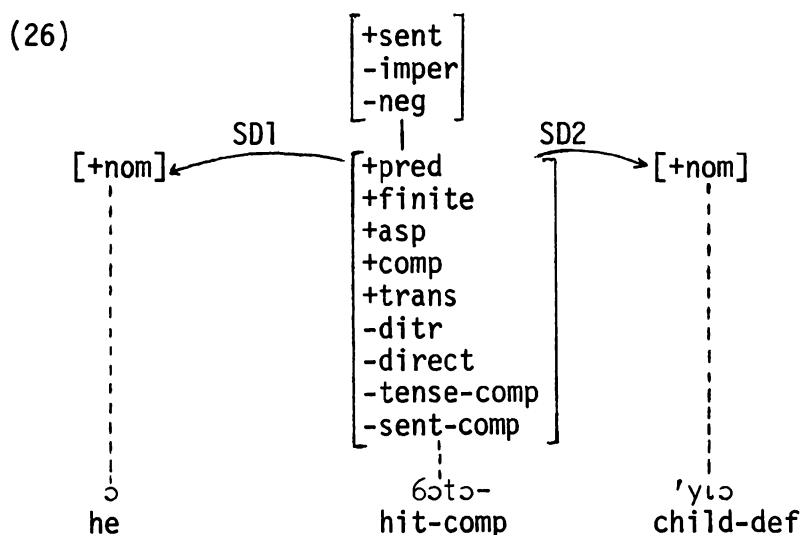 (26)
+sent
-imper
-neg
SD1 SD2
[+nom] +pred [+nom]
+finite
+asp
+comp
+trans
-ditr
-direct
-tense-comp
-sent-comp
ɔ ɓɔtɔ- 'yɩɔ
he hit-comp child-def